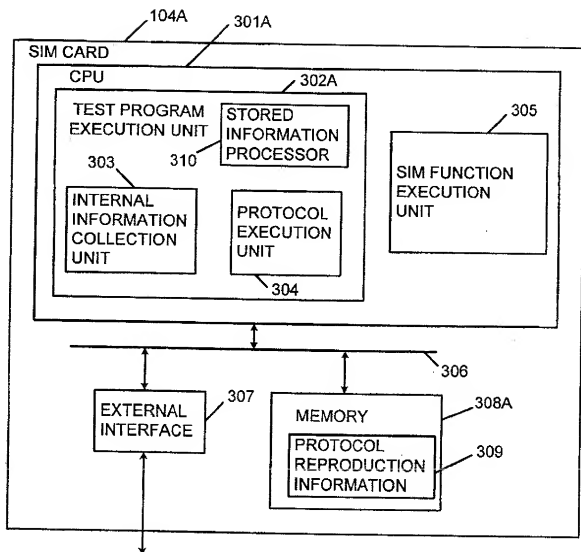 104A
301A
SIM CARD
CPU
302A
TEST PROGRAM
EXECUTION UNIT
STORED
INFORMATION
PROCESSOR
310
305
SIM FUNCTION
EXECUTION
UNIT
303
INTERNAL
INFORMATION
COLLECTION
UNIT
PROTOCOL
EXECUTION
UNIT
304
306
307
EXTERNAL
INTERFACE
308A
MEMORY
PROTOCOL
REPRODUCTION
INFORMATION
309